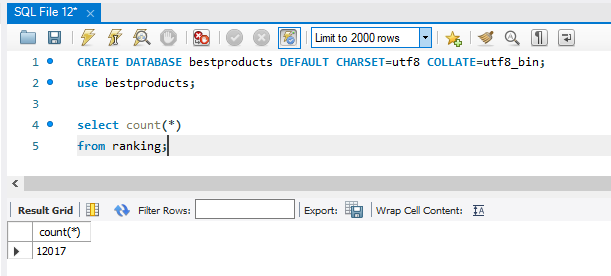 SQL File 12*
Limit to 2000 rows
1 CREATE DATABASE bestproducts DEFAULT CHARSET=utf8 COLLATE=utf8_bin;
2 use bestproducts;
3
4 select count(*)
5 from ranking;
Result Grid Filter Rows: Export: Wrap Cell Content:
count(*)
12017